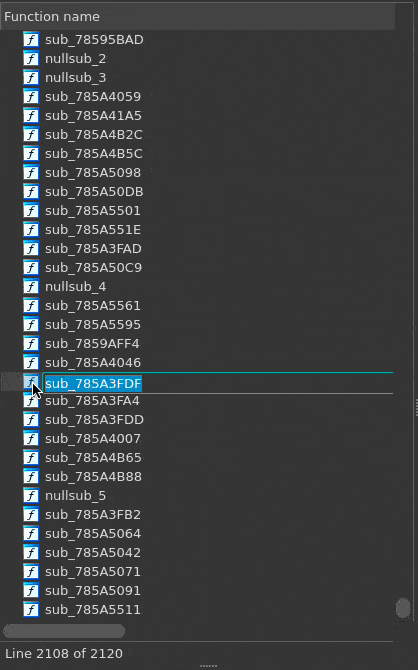 Function name
sub_78595BAD
nullsub_2
nullsub_3
sub_785A4059
sub_785A41A5
sub_785A4B2C
sub_785A4B5C
sub_785A5098
sub_785A50DB
sub_785A5501
sub_785A551E
sub_785A3FAD
sub_785A50C9
nullsub_4
sub_785A5561
sub_785A5595
sub_7859AFF4
sub_785A4046
sub_785A3FDF
sub_785A3FA4
sub_785A3FDD
sub_785A4007
sub_785A4B65
sub_785A4B88
nullsub_5
sub_785A3FB2
sub_785A5064
sub_785A5042
sub_785A5071
sub_785A5091
sub_785A5511
Line 2108 of 2120